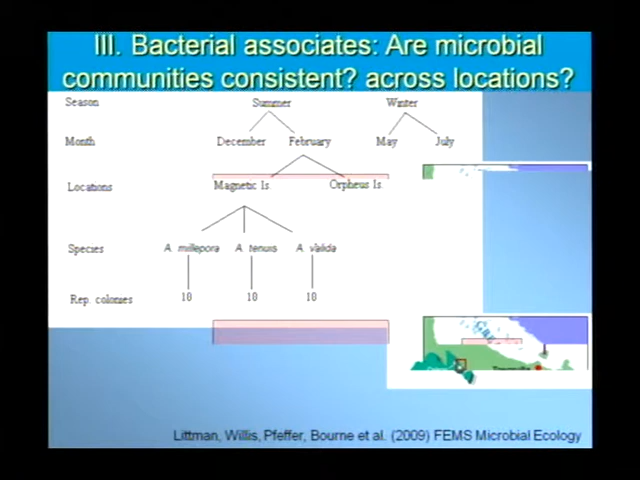 III. Bacterial associates: Are microbial
communities consistent? across locations?
Season Summer Winter
Month December February May July
Locations Magnetic Is Orpheus Is
Species A. millepora A. tenuis A. valida
Rep. colonies 10 10 10
Littman, Willis, Pfeffer, Bourne et al. (2009) FEMS Microbial Ecology